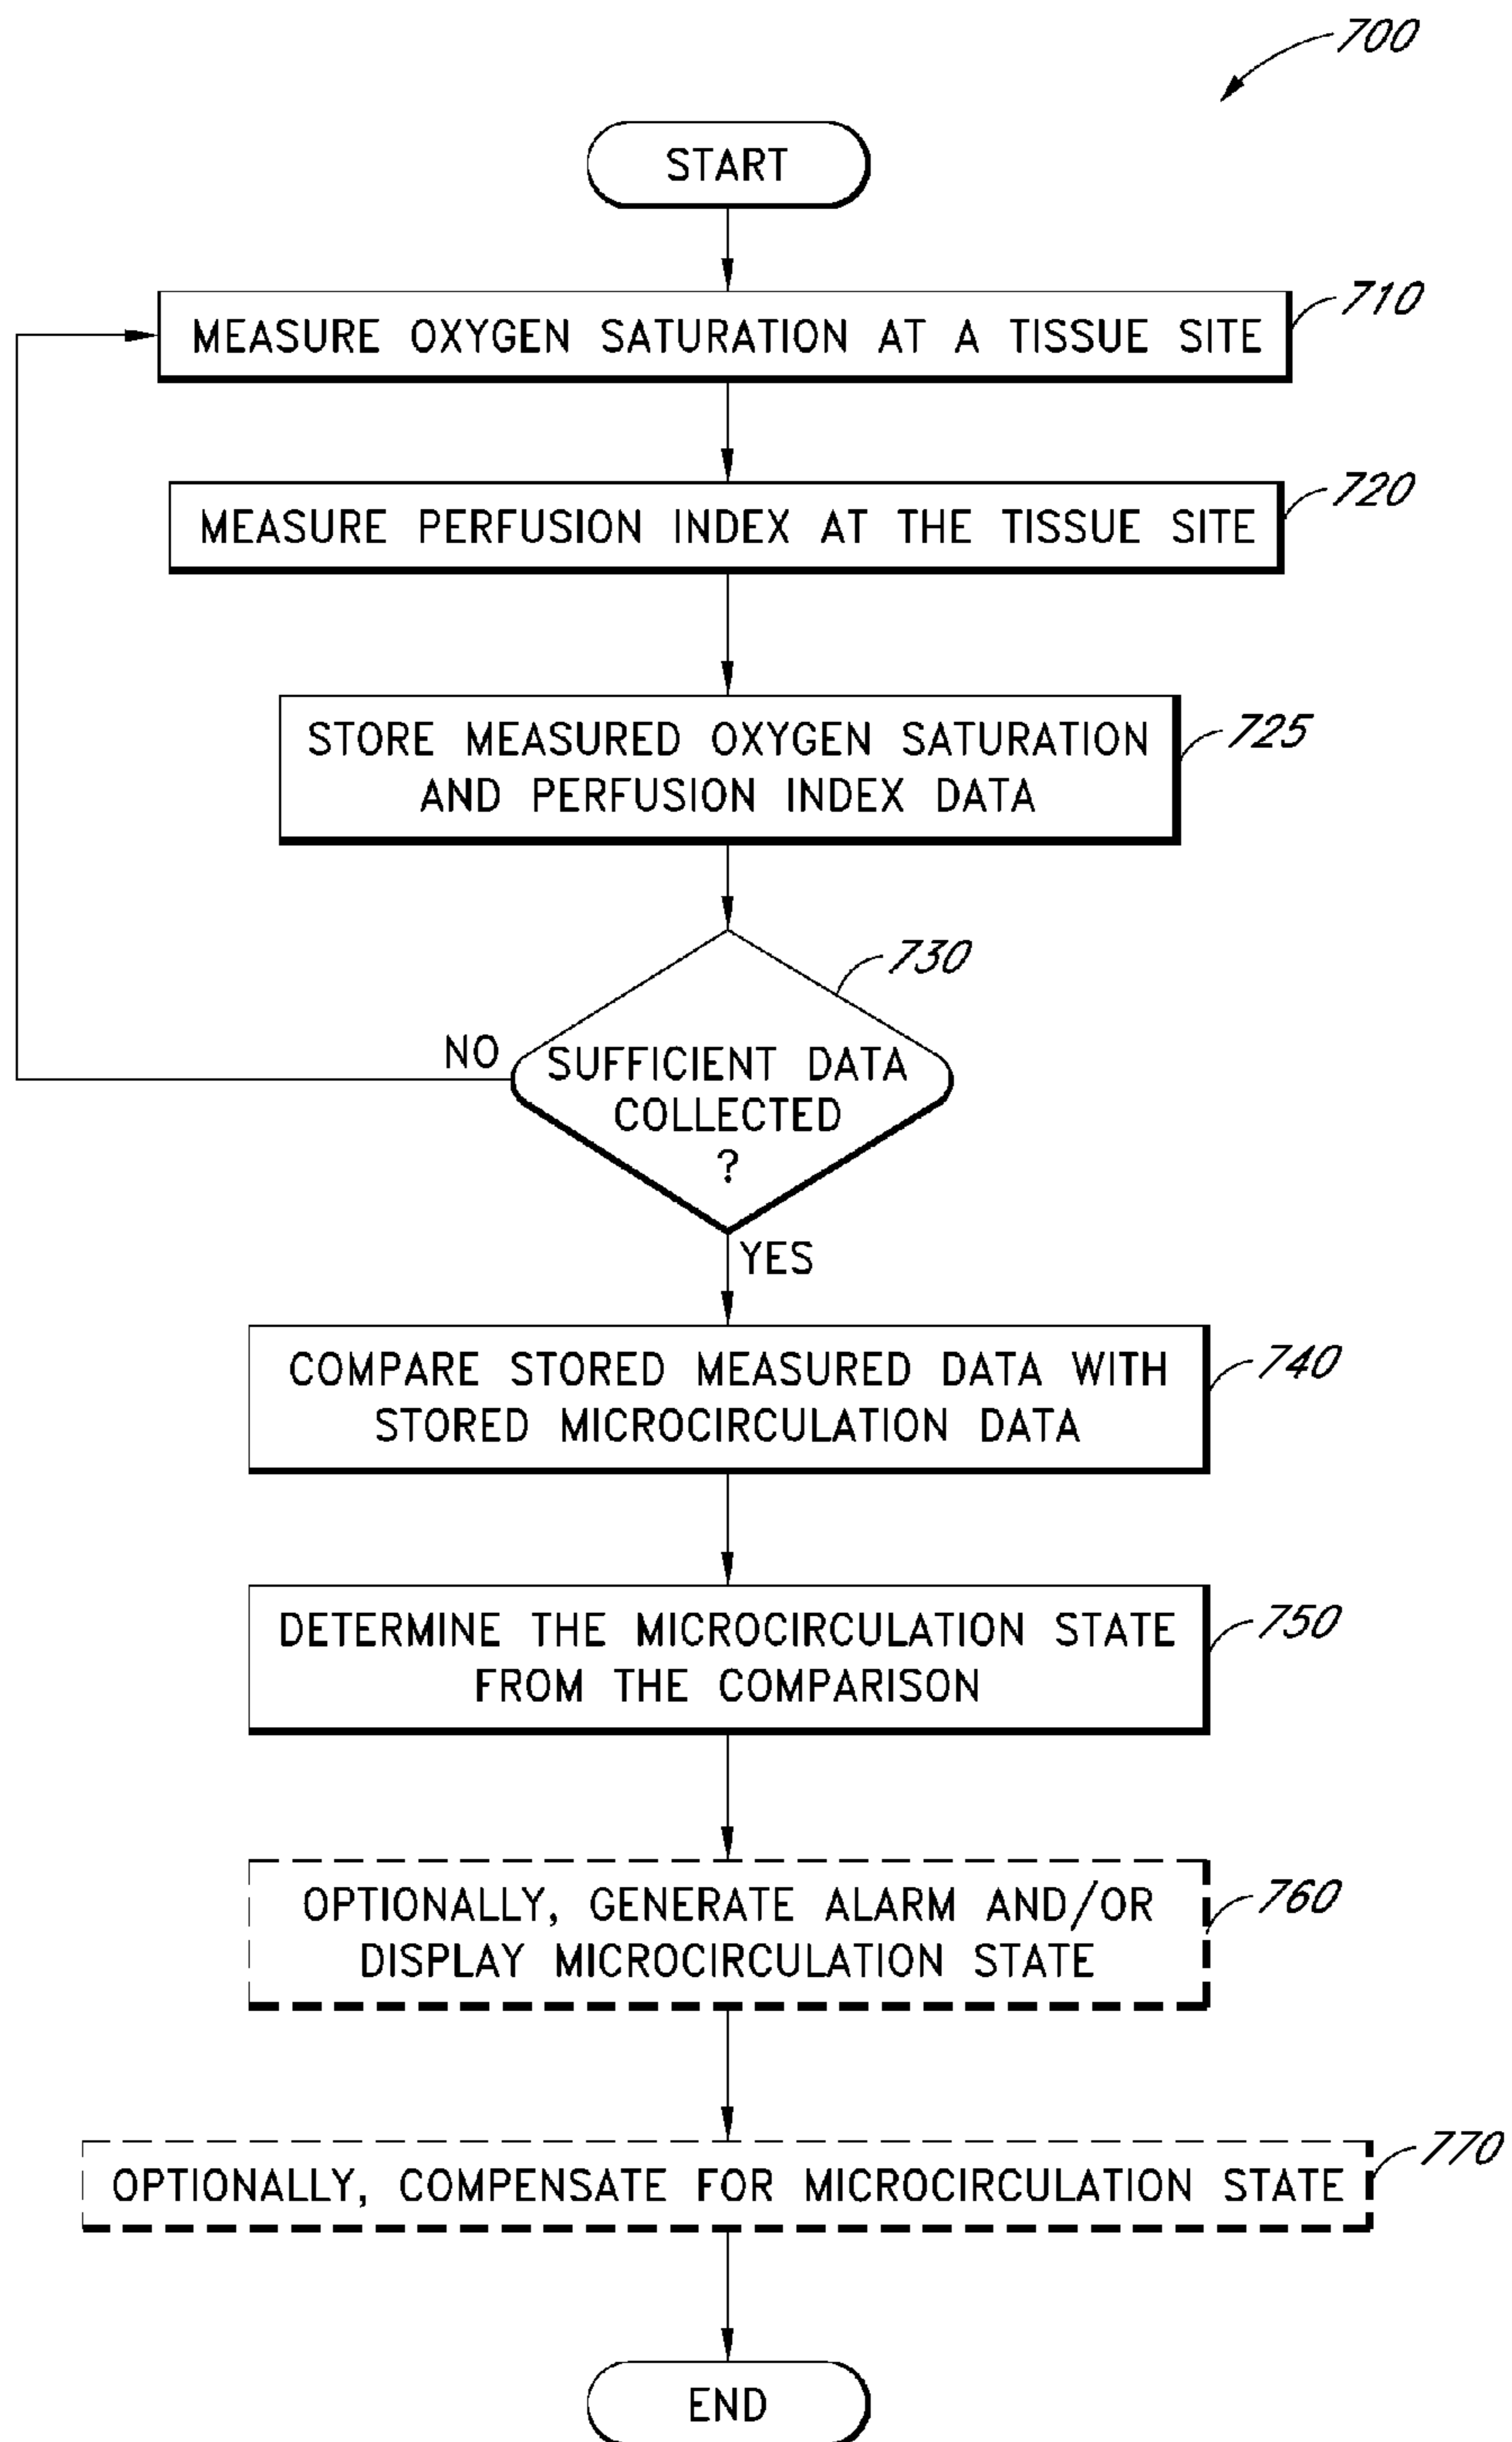 700
START
MEASURE OXYGEN SATURATION AT A TISSUE SITE
710
MEASURE PERFUSION INDEX AT THE TISSUE SITE
720
STORE MEASURED OXYGEN SATURATION
AND PERFUSION INDEX DATA
725
730
NO
SUFFICIENT DATA
COLLECTED
?
YES
COMPARE STORED MEASURED DATA WITH
STORED MICROCIRCULATION DATA
740
DETERMINE THE MICROCIRCULATION STATE
FROM THE COMPARISON
750
OPTIONALLY, GENERATE ALARM AND/OR
DISPLAY MICROCIRCULATION STATE
760
OPTIONALLY, COMPENSATE FOR MICROCIRCULATION STATE
770
END